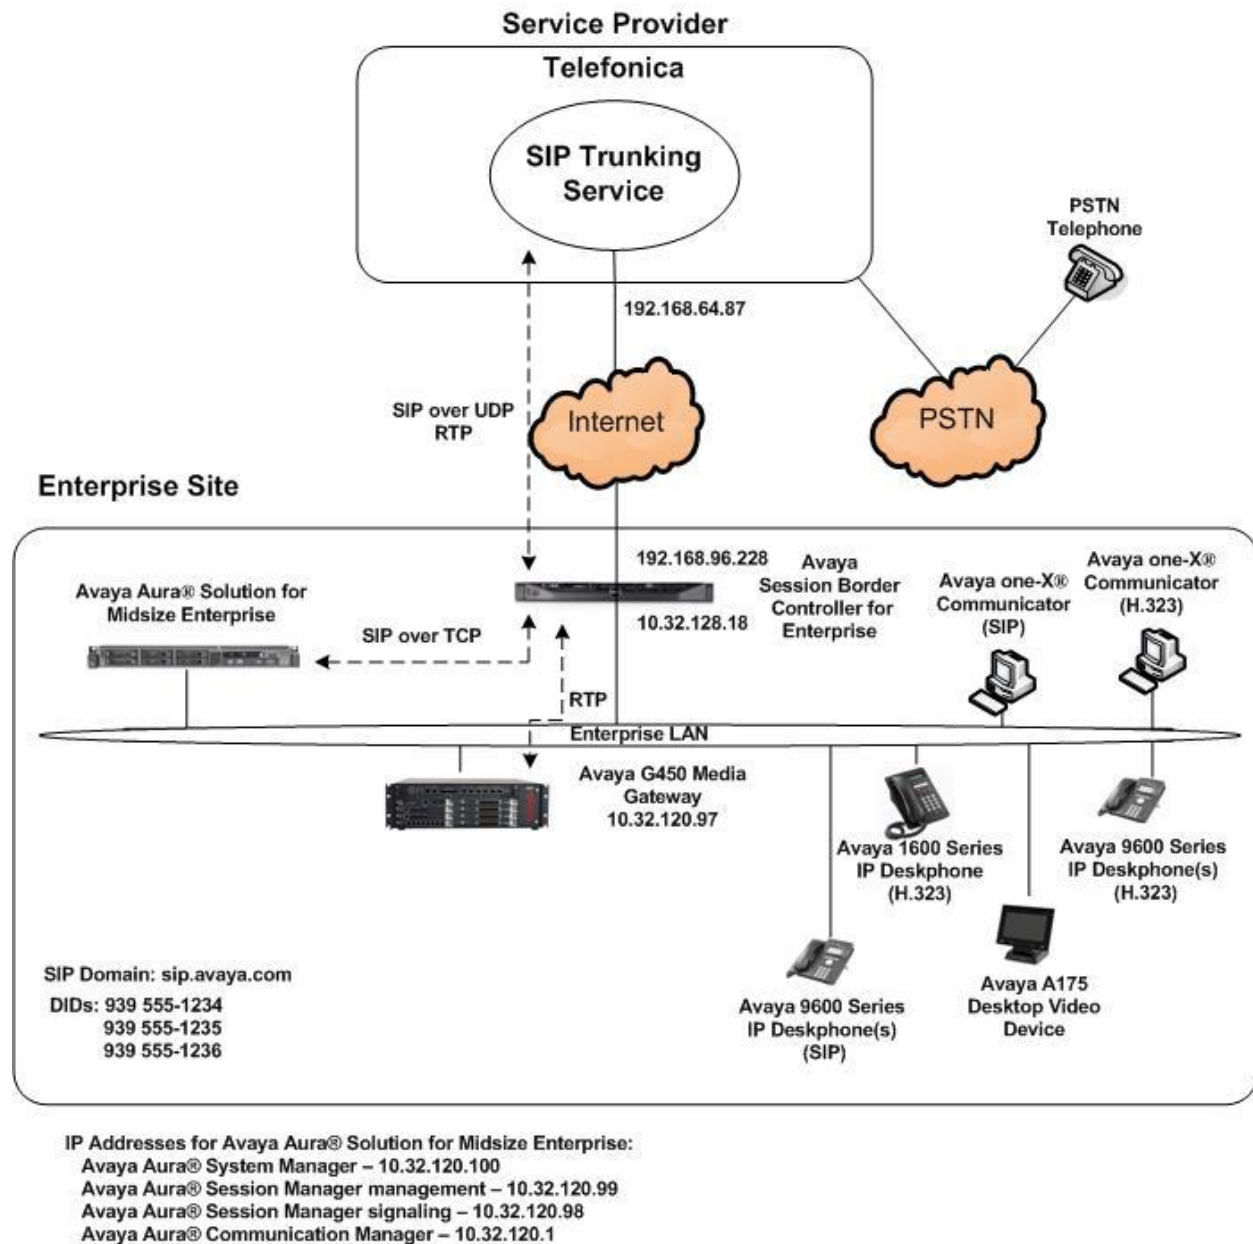 Service Provider
Telefonica
SIP Trunking
Service
PSTN
Telephone
192.168.64.87
SIP over UDP
RTP
Internet
PSTN
Enterprise Site
192.168.96.228
Avaya
Session Border
Controller for
Enterprise
10.32.128.18
Avaya Aura® Solution for
Midsize Enterprise
SIP over TCP
RTP
Avaya one-X®
Communicator
(SIP)
Avaya one-X®
Communicator
(H.323)
Enterprise LAN
Avaya G450 Media
Gateway
10.32.120.97
Avaya 1600 Series
IP Deskphone
(H.323)
Avaya 9600 Series
IP Deskphone(s)
(H.323)
Avaya 9600 Series
IP Deskphone(s)
(SIP)
Avaya A175
Desktop Video
Device
SIP Domain: sip.avaya.com
DIDs: 939 555-1234
939 555-1235
939 555-1236
IP Addresses for Avaya Aura® Solution for Midsize Enterprise:
Avaya Aura® System Manager – 10.32.120.100
Avaya Aura® Session Manager management – 10.32.120.99
Avaya Aura® Session Manager signaling – 10.32.120.98
Avaya Aura® Communication Manager – 10.32.120.1